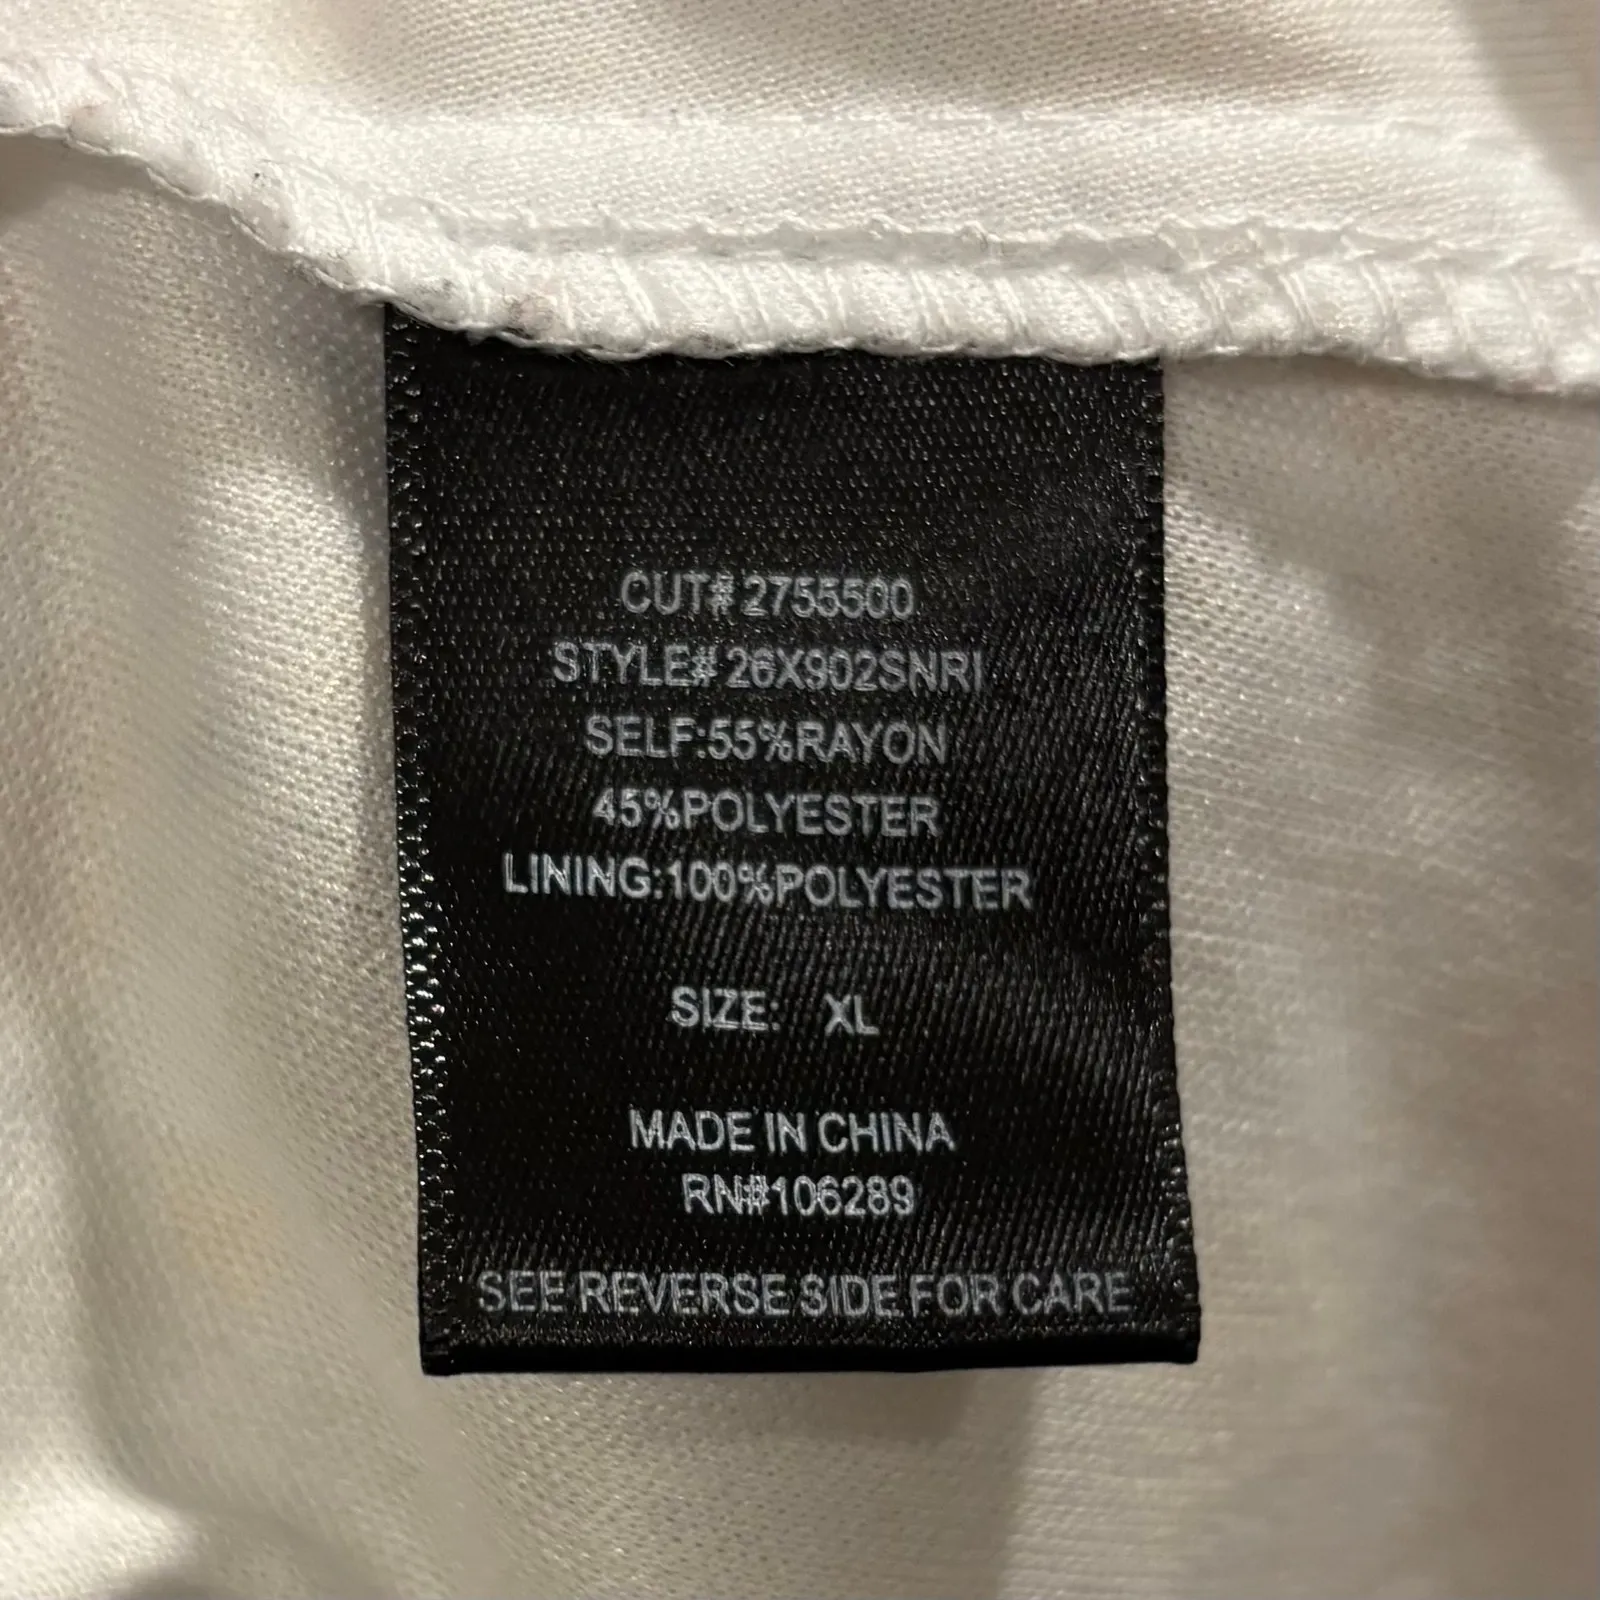 CUT# 2755500
STYLE# 26X902SNRI
SELF:55%RAYON
45%POLYESTER
LINING:100%POLYESTER
SIZE: XL
MADE IN CHINA
RN#106289
SEE REVERSE SIDE FOR CARE